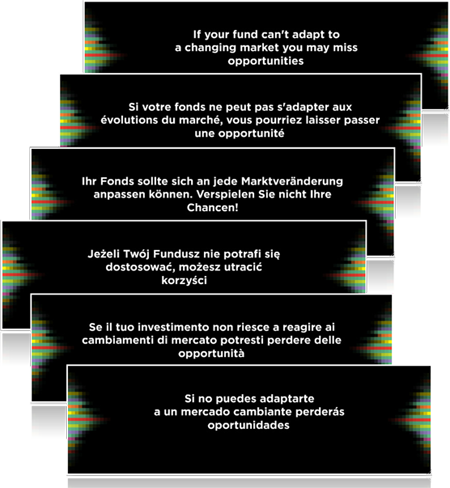 If your fund can't adapt to
a changing market you may miss
opportunities
Si votre fonds ne peut pas s'adapter aux
évolutions du marché, vous pourriez laisser passer
une opportunité
Ihr Fonds sollte sich an jede Marktveränderung
anpassen können. Verspielen Sie nicht Ihre
Chancen!
Jeżeli Twój Fundusz nie potrafi się
dostosować, możesz utracić
korzyści
Se il tuo investimento non riesce a reagire ai
cambiamenti di mercato potresti perdere delle
opportunità
Si no puedes adaptarte
a un mercado cambiante perderás
oportunidades